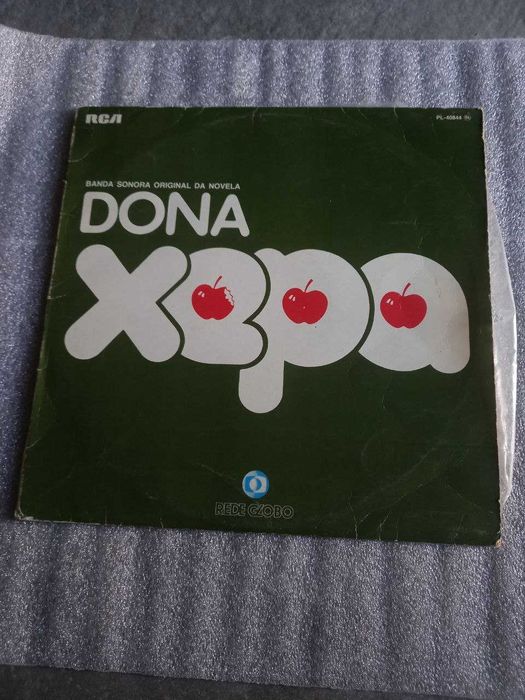 RCA
PL-40844
BANDA SONORA ORIGINAL DA NOVELA
DONA
xepa
REDE GLOBO